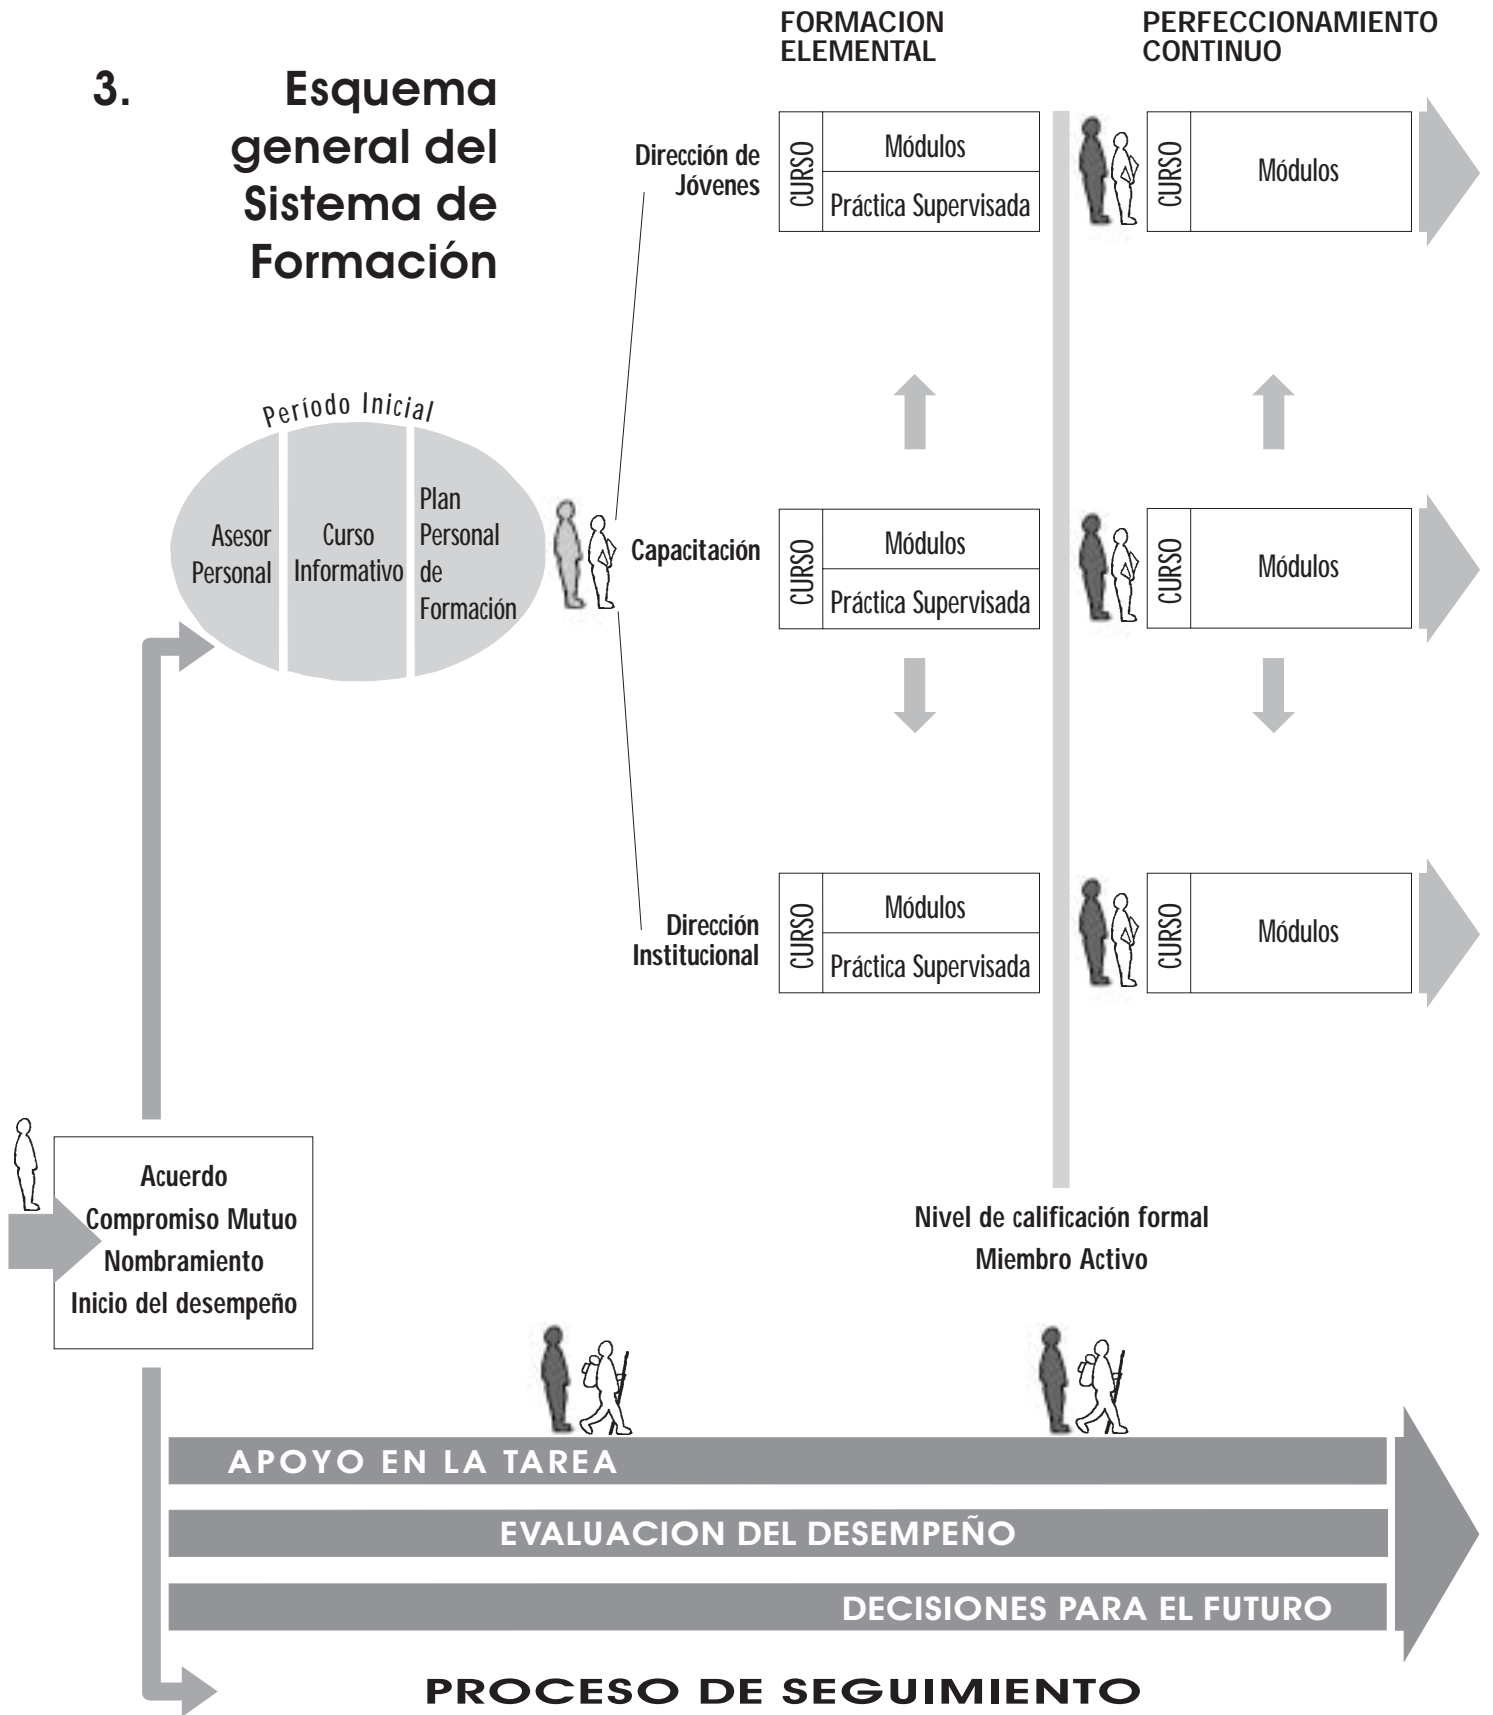 3. Esquema
general del
Sistema de
Formación
FORMACION
ELEMENTAL
PERFECCIONAMIENTO
CONTINUO
Dirección de
Jóvenes
CURSO
Módulos
Práctica Supervisada
CURSO
Módulos
Período Inicial
Asesor
Personal
Curso
Informativo
Plan
Personal
de
Formación
Capacitación
CURSO
Módulos
Práctica Supervisada
CURSO
Módulos
Dirección
Institucional
CURSO
Módulos
Práctica Supervisada
CURSO
Módulos
Acuerdo
Compromiso Mutuo
Nombramiento
Inicio del desempeño
Nivel de calificación formal
Miembro Activo
APOYO EN LA TAREA
EVALUACION DEL DESEMPEÑO
DECISIONES PARA EL FUTURO
PROCESO DE SEGUIMIENTO